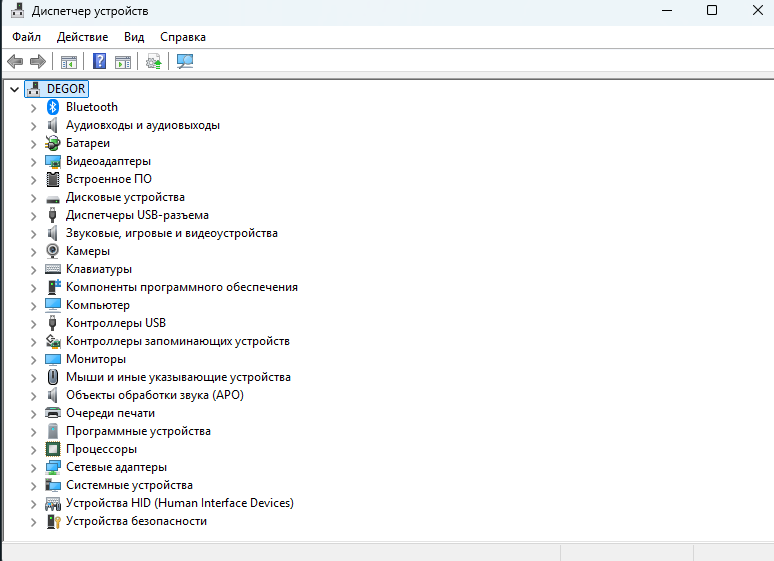 Диспетчер устройств
Файл Действие Вид Справка
DEGOR
Bluetooth
Аудиовходы и аудиовыходы
Батареи
Видеоадаптеры
Встроенное ПО
Дисковые устройства
Диспетчеры USB-разъема
Звуковые, игровые и видеоустройства
Камеры
Клавиатуры
Компоненты программного обеспечения
Компьютер
Контроллеры USB
Контроллеры запоминающих устройств
Мониторы
Мыши и иные указывающие устройства
Объекты обработки звука (APO)
Очереди печати
Программные устройства
Процессоры
Сетевые адаптеры
Системные устройства
Устройства HID (Human Interface Devices)
Устройства безопасности